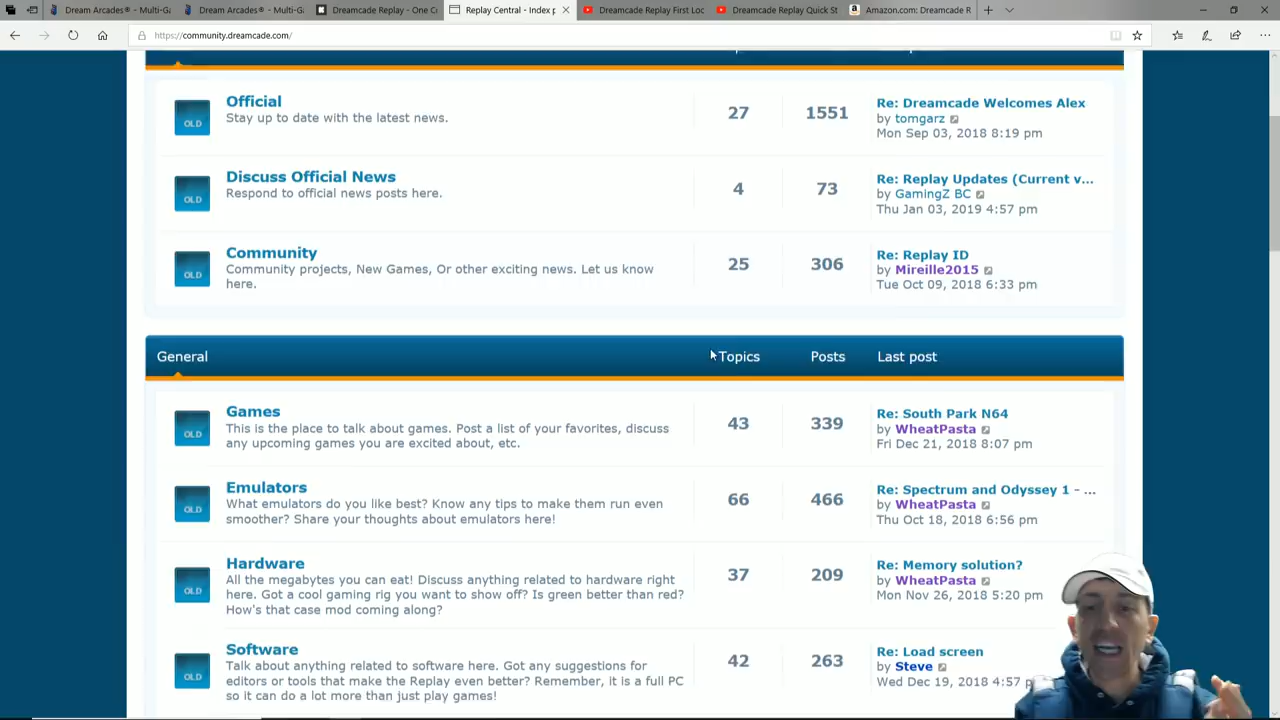 Dream Arcades® - Multi-Ga
Dream Arcades® - Multi-Ga
Dreamcade Replay - One C
Replay Central - Index p
Dreamcade Replay First Loc
Dreamcade Replay Quick St
Amazon.com: Dreamcade R
https://community.dreamcade.com/
OLD
Official
Stay up to date with the latest news.
27
1551
Re: Dreamcade Welcomes Alex
by tomgarz
Mon Sep 03, 2018 8:19 pm
OLD
Discuss Official News
Respond to official news posts here.
4
73
Re: Replay Updates (Current v...
by GamingZ BC
Thu Jan 03, 2019 4:57 pm
OLD
Community
Community projects, New Games, Or other exciting news. Let us know
here.
25
306
Re: Replay ID
by Mireille2015
Tue Oct 09, 2018 6:33 pm
General
Topics
Posts
Last post
OLD
Games
This is the place to talk about games. Post a list of your favorites, discuss
any upcoming games you are excited about, etc.
43
339
Re: South Park N64
by WheatPasta
Fri Dec 21, 2018 8:07 pm
OLD
Emulators
What emulators do you like best? Know any tips to make them run even
smoother? Share your thoughts about emulators here!
66
466
Re: Spectrum and Odyssey 1 - ...
by WheatPasta
Thu Oct 18, 2018 6:56 pm
OLD
Hardware
All the megabytes you can eat! Discuss anything related to hardware right
here. Got a cool gaming rig you want to show off? Is green better than red?
How's that case mod coming along?
37
209
Re: Memory solution?
by WheatPasta
Mon Nov 26, 2018 5:20 pm
OLD
Software
Talk about anything related to software here. Got any suggestions for
editors or tools that make the Replay even better? Remember, it is a full PC
so it can do a lot more than just play games!
42
263
Re: Load screen
by Steve
Wed Dec 19, 2018 4:57 p